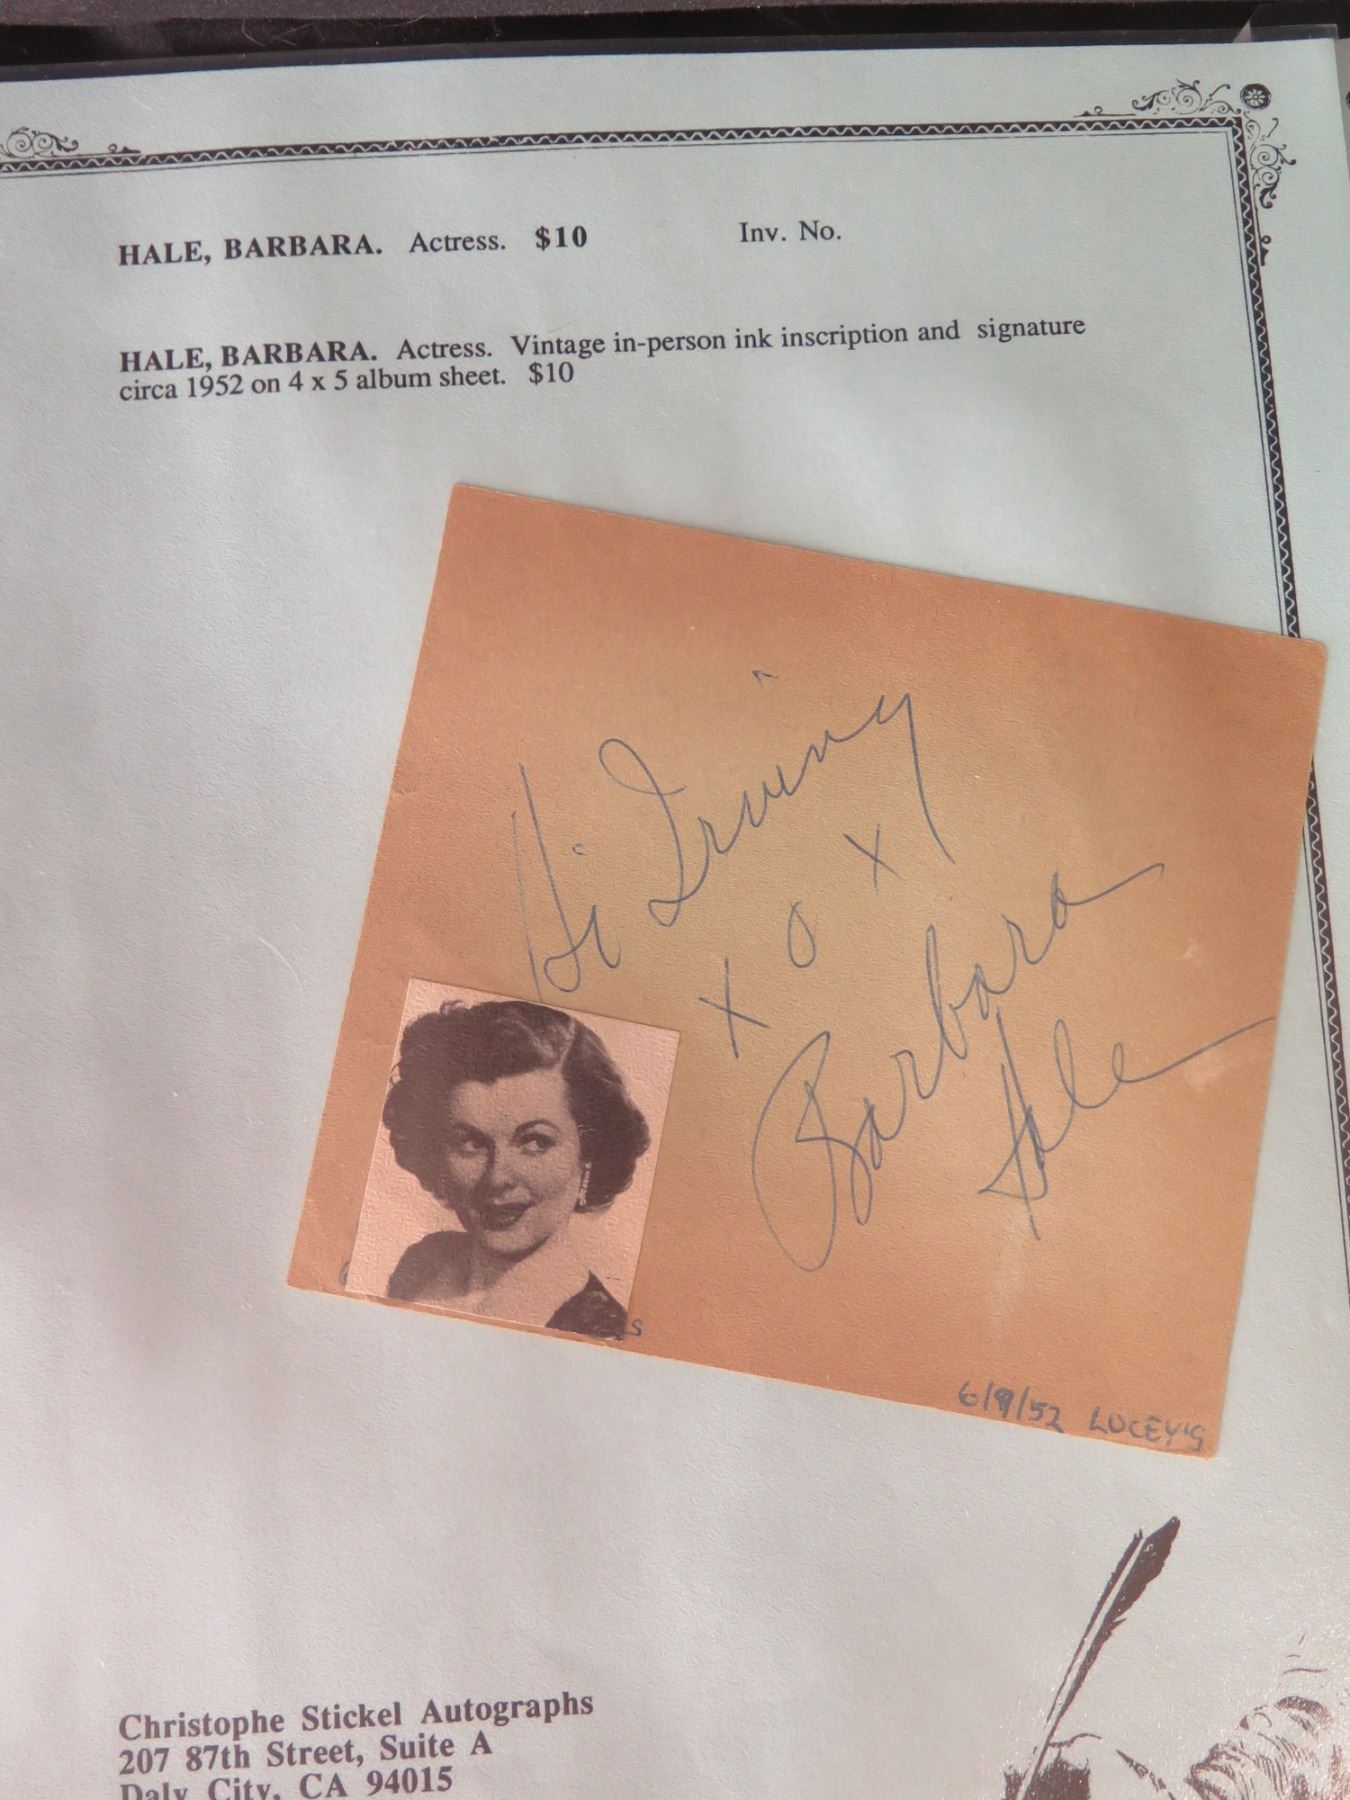 HALE, BARBARA. Actress. $10 Inv. No.
HALE, BARBARA. Actress. Vintage in-person ink inscription and signature
circa 1952 on 4 x 5 album sheet. $10
Hi Irving
x o x
Barbara
Hale
6/9/52 LUCEY'S
Christophe Stickel Autographs
207 87th Street, Suite A
Daly City, CA 94015